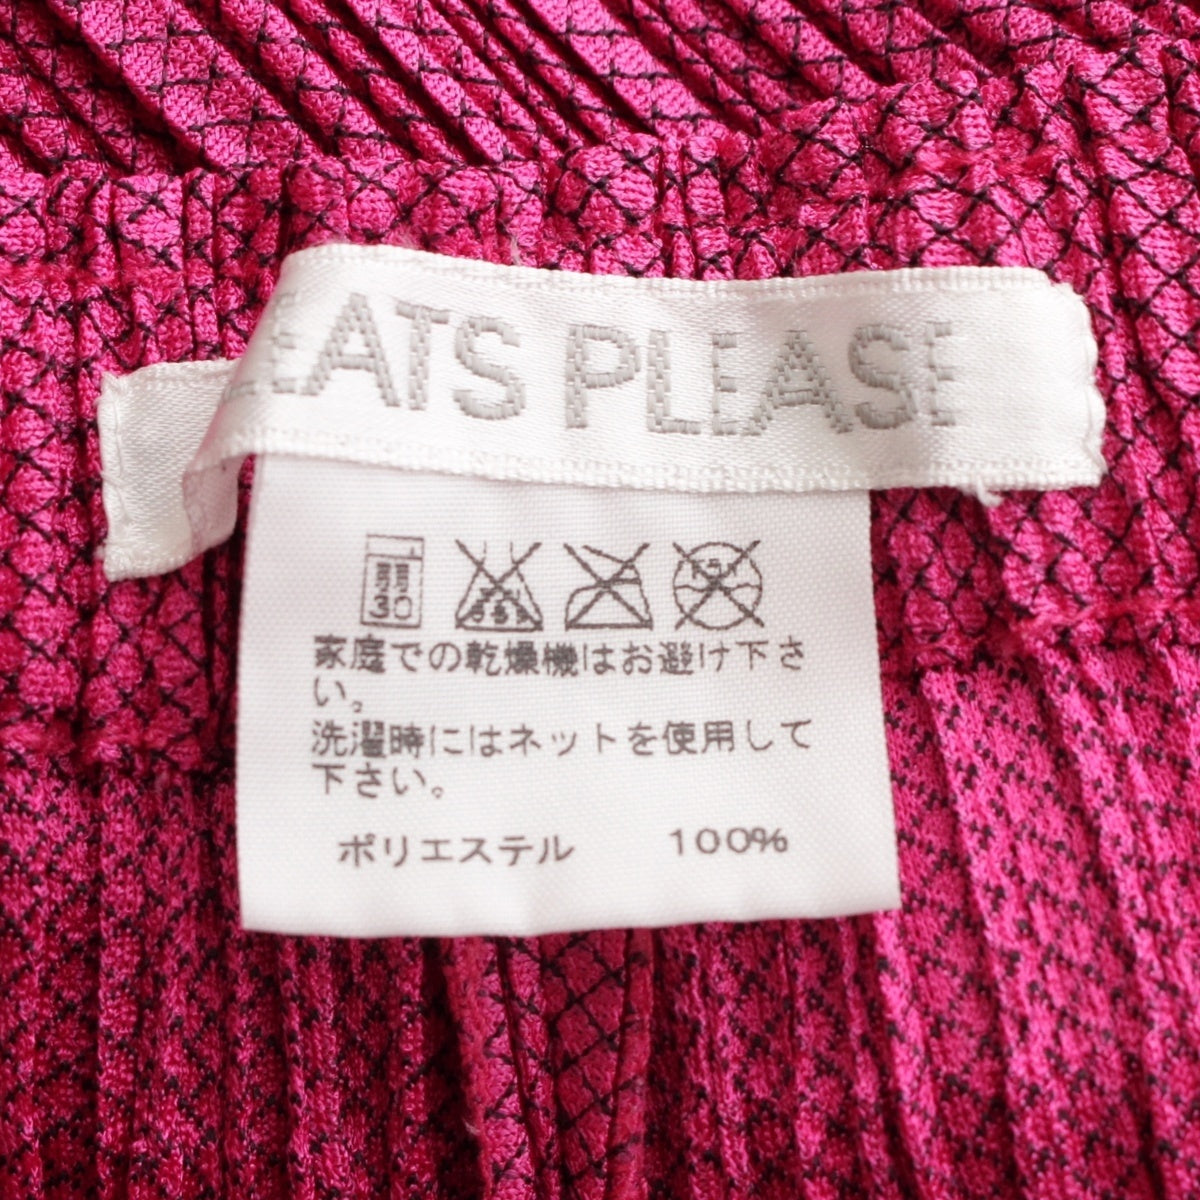 LEATS PLEASE
30
家庭での乾燥機はお避け下さ
い。
洗濯時にはネットを使用して
下さい。
ポリエステル 100%